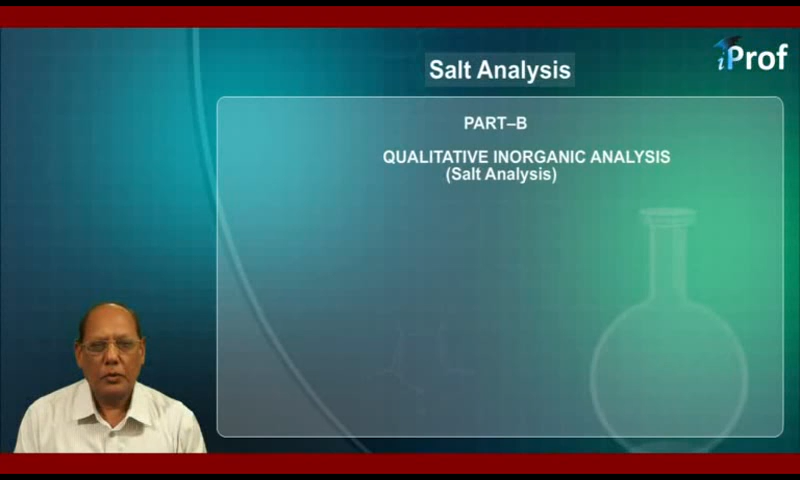 Salt Analysis
iProf
PART–B
QUALITATIVE INORGANIC ANALYSIS
(Salt Analysis)